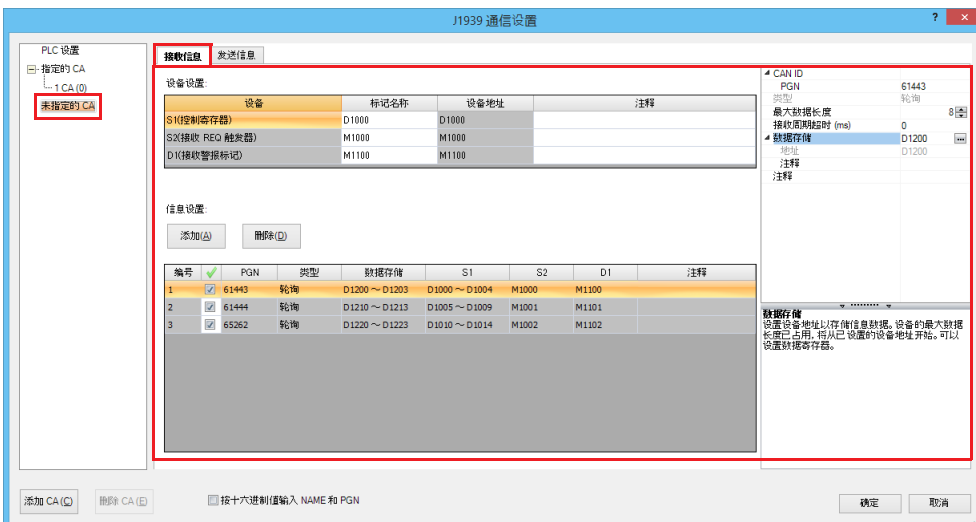 J1939 通信设置
?
×
PLC 设置
指定的 CA
1 CA (0)
未指定的 CA
接收信息 发送信息
设备设置:
设备 标记名称 设备地址 注释
S1(控制寄存器) D1000 D1000
S2(接收 REQ 触发器) M1000 M1000
D1(接收警报标记) M1100 M1100
信息设置:
添加(A) 删除(D)
编号 PGN 类型 数据存储 S1 S2 D1 注释
1 61443 轮询 D1200 ～ D1203 D1000 ～ D1004 M1000 M1100
2 61444 轮询 D1210 ～ D1213 D1005 ～ D1009 M1001 M1101
3 65262 轮询 D1220 ～ D1223 D1010 ～ D1014 M1002 M1102
CAN ID
PGN 61443
类型 轮询
最大数据长度 8
接收周期超时 (ms) 0
数据存储 D1200 ...
地址 D1200
注释
注释
数据存储
设置设备地址以存储信息数据。设备的最大数据
长度已占用, 将从已设置的设备地址开始。可以
设置数据寄存器。
添加 CA (C) 删除 CA (E) 按十六进制值输入 NAME 和 PGN 确定 取消